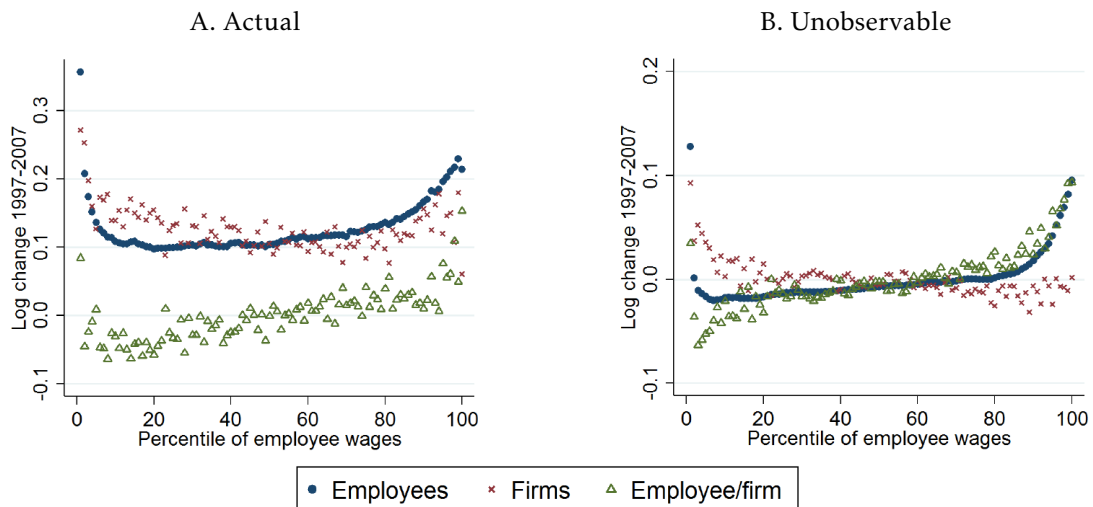 A. Actual
B. Unobservable
Log change 1997-2007
0.3
0.2
0.1
0.0
-0.1
0 20 40 60 80 100
Percentile of employee wages
Log change 1997-2007
0.2
0.1
0.0
-0.1
0 20 40 60 80 100
Percentile of employee wages
Employees Firms Employee/firm